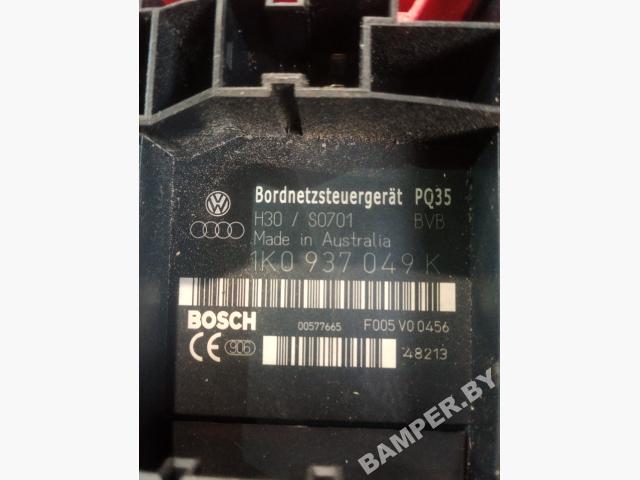 Bordnetzsteuergerät PQ35
H30 / S0701 BVB
Made in Australia
1K0 937 049 K
BOSCH 00577665 F005 V0 0456
CE 906 48213
BAMPER.BY